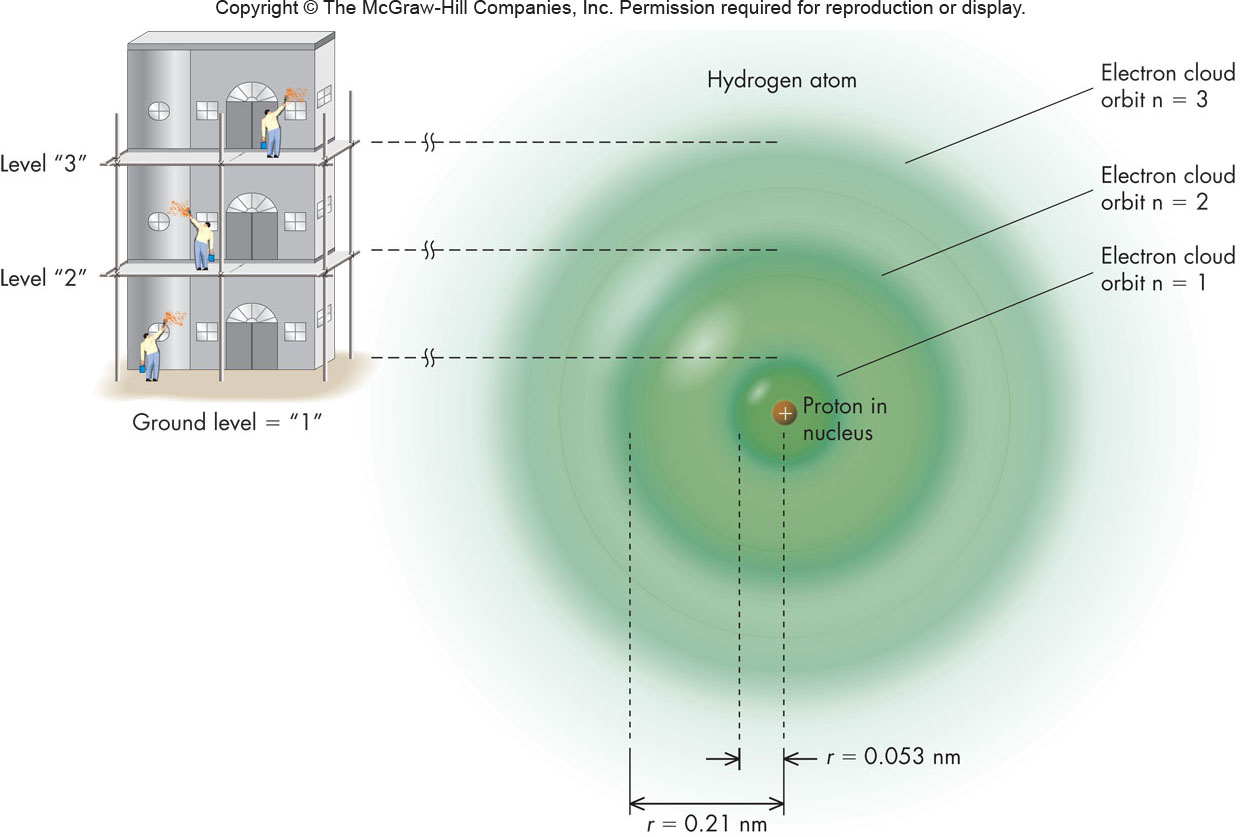 Copyright © The McGraw-Hill Companies, Inc. Permission required for reproduction or display.
Hydrogen atom
Electron cloud
orbit n = 3
Level “3”
Electron cloud
orbit n = 2
Level “2”
Electron cloud
orbit n = 1
Ground level = “1”
+
Proton in
nucleus
r = 0.053 nm
r = 0.21 nm